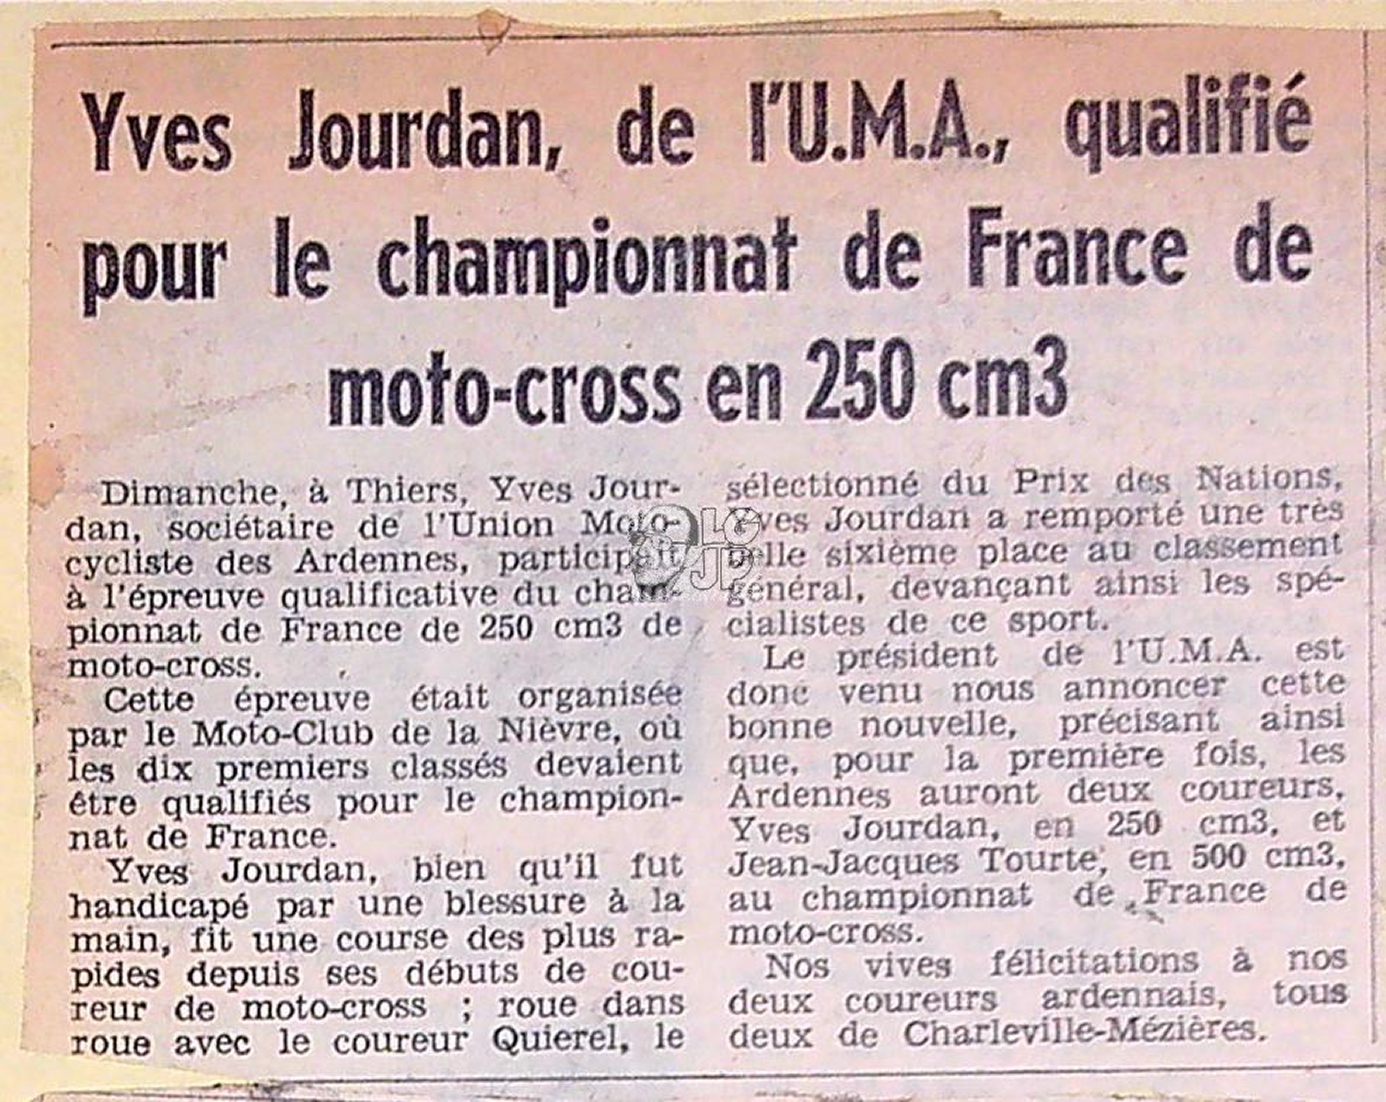 Yves Jourdan, de l'U.M.A., qualifié
pour le championnat de France de
moto-cross en 250 cm3
Dimanche, à Thiers, Yves Jour-
dan, sociétaire de l'Union Moto-
cycliste des Ardennes, participait
à l'épreuve qualificative du cham-
pionnat de France de 250 cm3 de
moto-cross.
Cette épreuve était organisée
par le Moto-Club de la Nièvre, où
les dix premiers classés devaient
être qualifiés pour le champion-
nat de France.
Yves Jourdan, bien qu'il fut
handicapé par une blessure à la
main, fit une course des plus ra-
pides depuis ses débuts de cou-
reur de moto-cross ; roue dans
roue avec le coureur Quierel, le
sélectionné du Prix des Nations,
Yves Jourdan a remporté une très
belle sixième place au classement
général, devançant ainsi les spé-
cialistes de ce sport.
Le président de l'U.M.A. est
donc venu nous annoncer cette
bonne nouvelle, précisant ainsi
que, pour la première fois, les
Ardennes auront deux coureurs,
Yves Jourdan, en 250 cm3, et
Jean-Jacques Tourte, en 500 cm3,
au championnat de France de
moto-cross.
Nos vives félicitations à nos
deux coureurs ardennais, tous
deux de Charleville-Mézières.
LG
JP